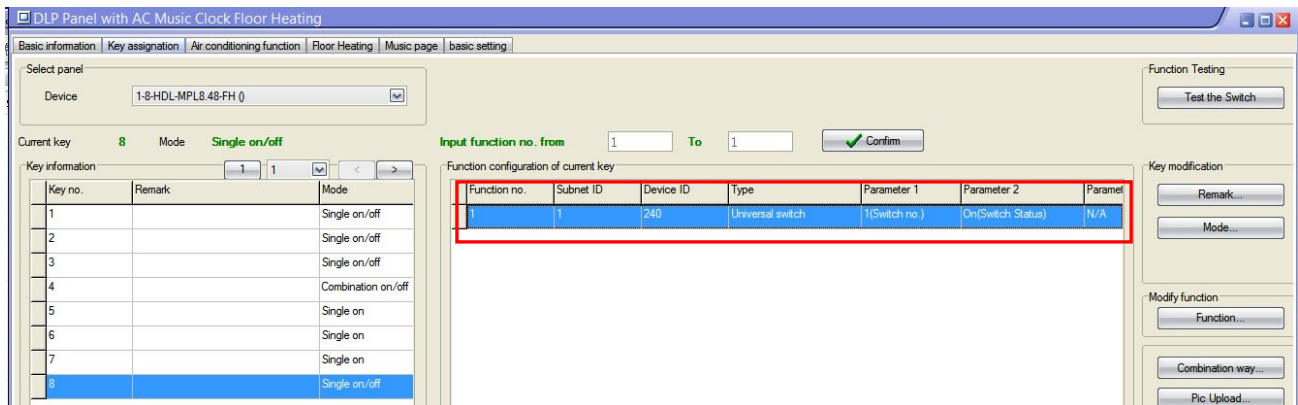 DLP Panel with AC Music Clock Floor Heating
Basic information Key assignation Air conditioning function Floor Heating Music page basic setting
Select panel
Device 1-8-HDL-MPL8.48-FH ()
Function Testing
Test the Switch
Current key 8 Mode Single on/off Input function no. from 1 To 1 Confirm
Key information 1 1 < >
Function configuration of current key
Key modification
Key no. Remark Mode
1 Single on/off
2 Single on/off
3 Single on/off
4 Combination on/off
5 Single on
6 Single on
7 Single on
8 Single on/off
Function no. Subnet ID Device ID Type Parameter 1 Parameter 2 Paramet
1 1 240 Universal switch 1(Switch no.) On(Switch Status) N/A
Remark...
Mode...
Modify function
Function...
Combination way...
Pic Upload...